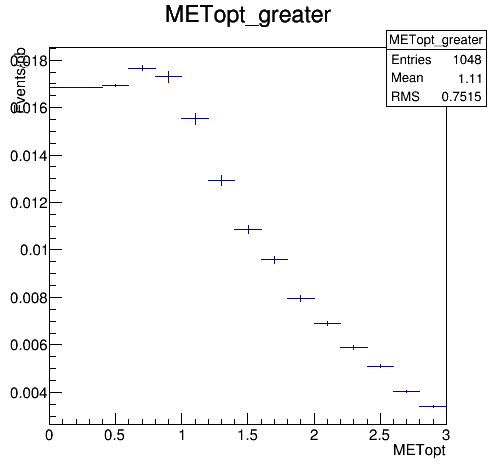 METopt_greater
METopt_greater
Entries 1048
Mean 1.11
RMS 0.7515
Events/pb
0.018
0.016
0.014
0.012
0.01
0.008
0.006
0.004
0 0.5 1 1.5 2 2.5 3
METopt